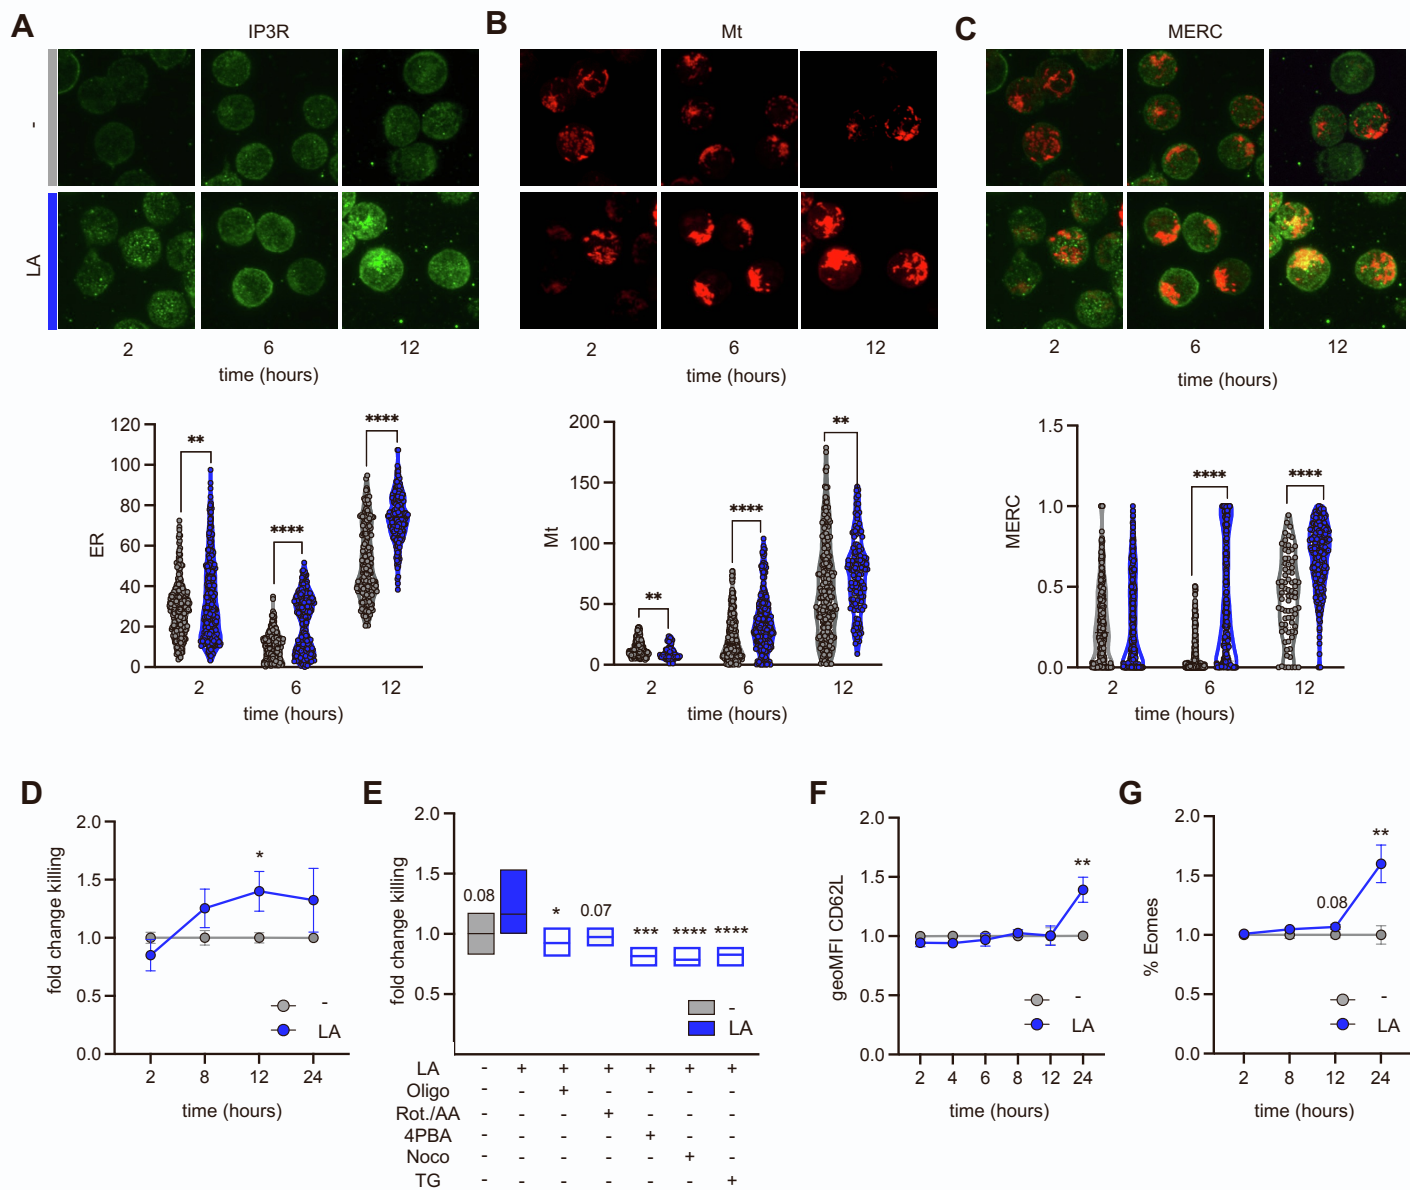 A
IP3R
B
Mt
C
MERC
-
LA
2
6
12
time (hours)
2
6
12
time (hours)
2
6
12
time (hours)
ER
120
100
80
60
40
20
0
**
****
****
2
6
12
time (hours)
Mt
200
150
100
50
0
**
****
**
2
6
12
time (hours)
MERC
1.5
1.0
0.5
0.0
****
****
2
6
12
time (hours)
D
fold change killing
2.0
1.5
1.0
0.5
0.0
*
-
LA
2
8
12
24
time (hours)
E
fold change killing
2.0
1.5
1.0
0.5
0.08
*
0.07
***
****
****
-
LA
LA - + + + + + +
Oligo - - + - - - -
Rot./AA - - - + - - -
4PBA - - - - + - -
Noco - - - - - + -
TG - - - - - - +
F
geoMFI CD62L
2.0
1.5
1.0
0.5
0.0
**
-
LA
2
4
6
8
12
24
time (hours)
G
% Eomes
2.0
1.5
1.0
0.5
0.0
0.08
**
-
LA
2
8
12
24
time (hours)